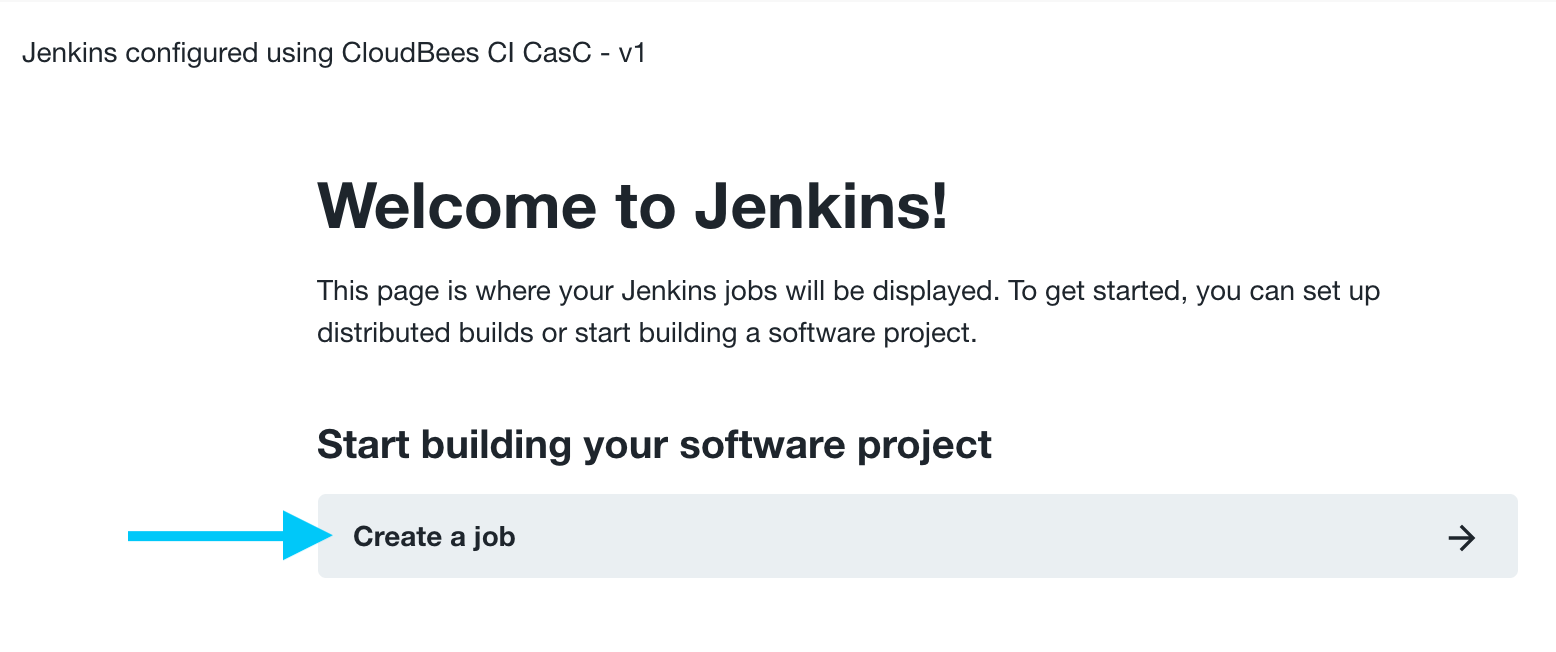 Jenkins configured using CloudBees CI CasC - v1
Welcome to Jenkins!
This page is where your Jenkins jobs will be displayed. To get started, you can set up
distributed builds or start building a software project.
Start building your software project
Create a job